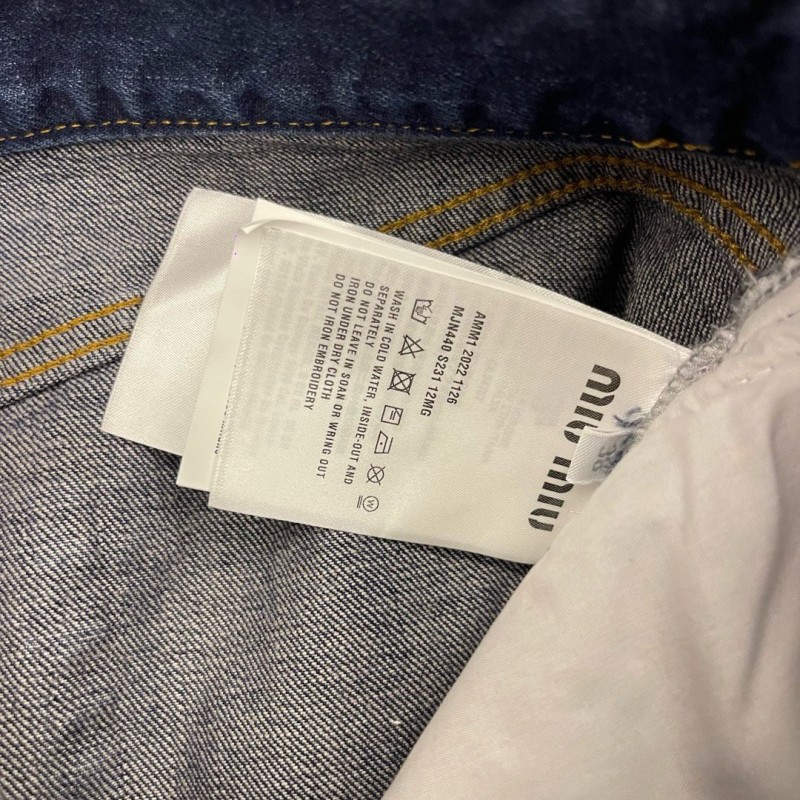 miu miu
AMM1 2022 1126
MJN440 S231 12MG
WASH IN COLD WATER, INSIDE-OUT AND
SEPARATELY
DO NOT LEAVE IN SOAN OR WRING OUT
IRON UNDER DRY CLOTH
DO NOT IRON EMBROIDERY